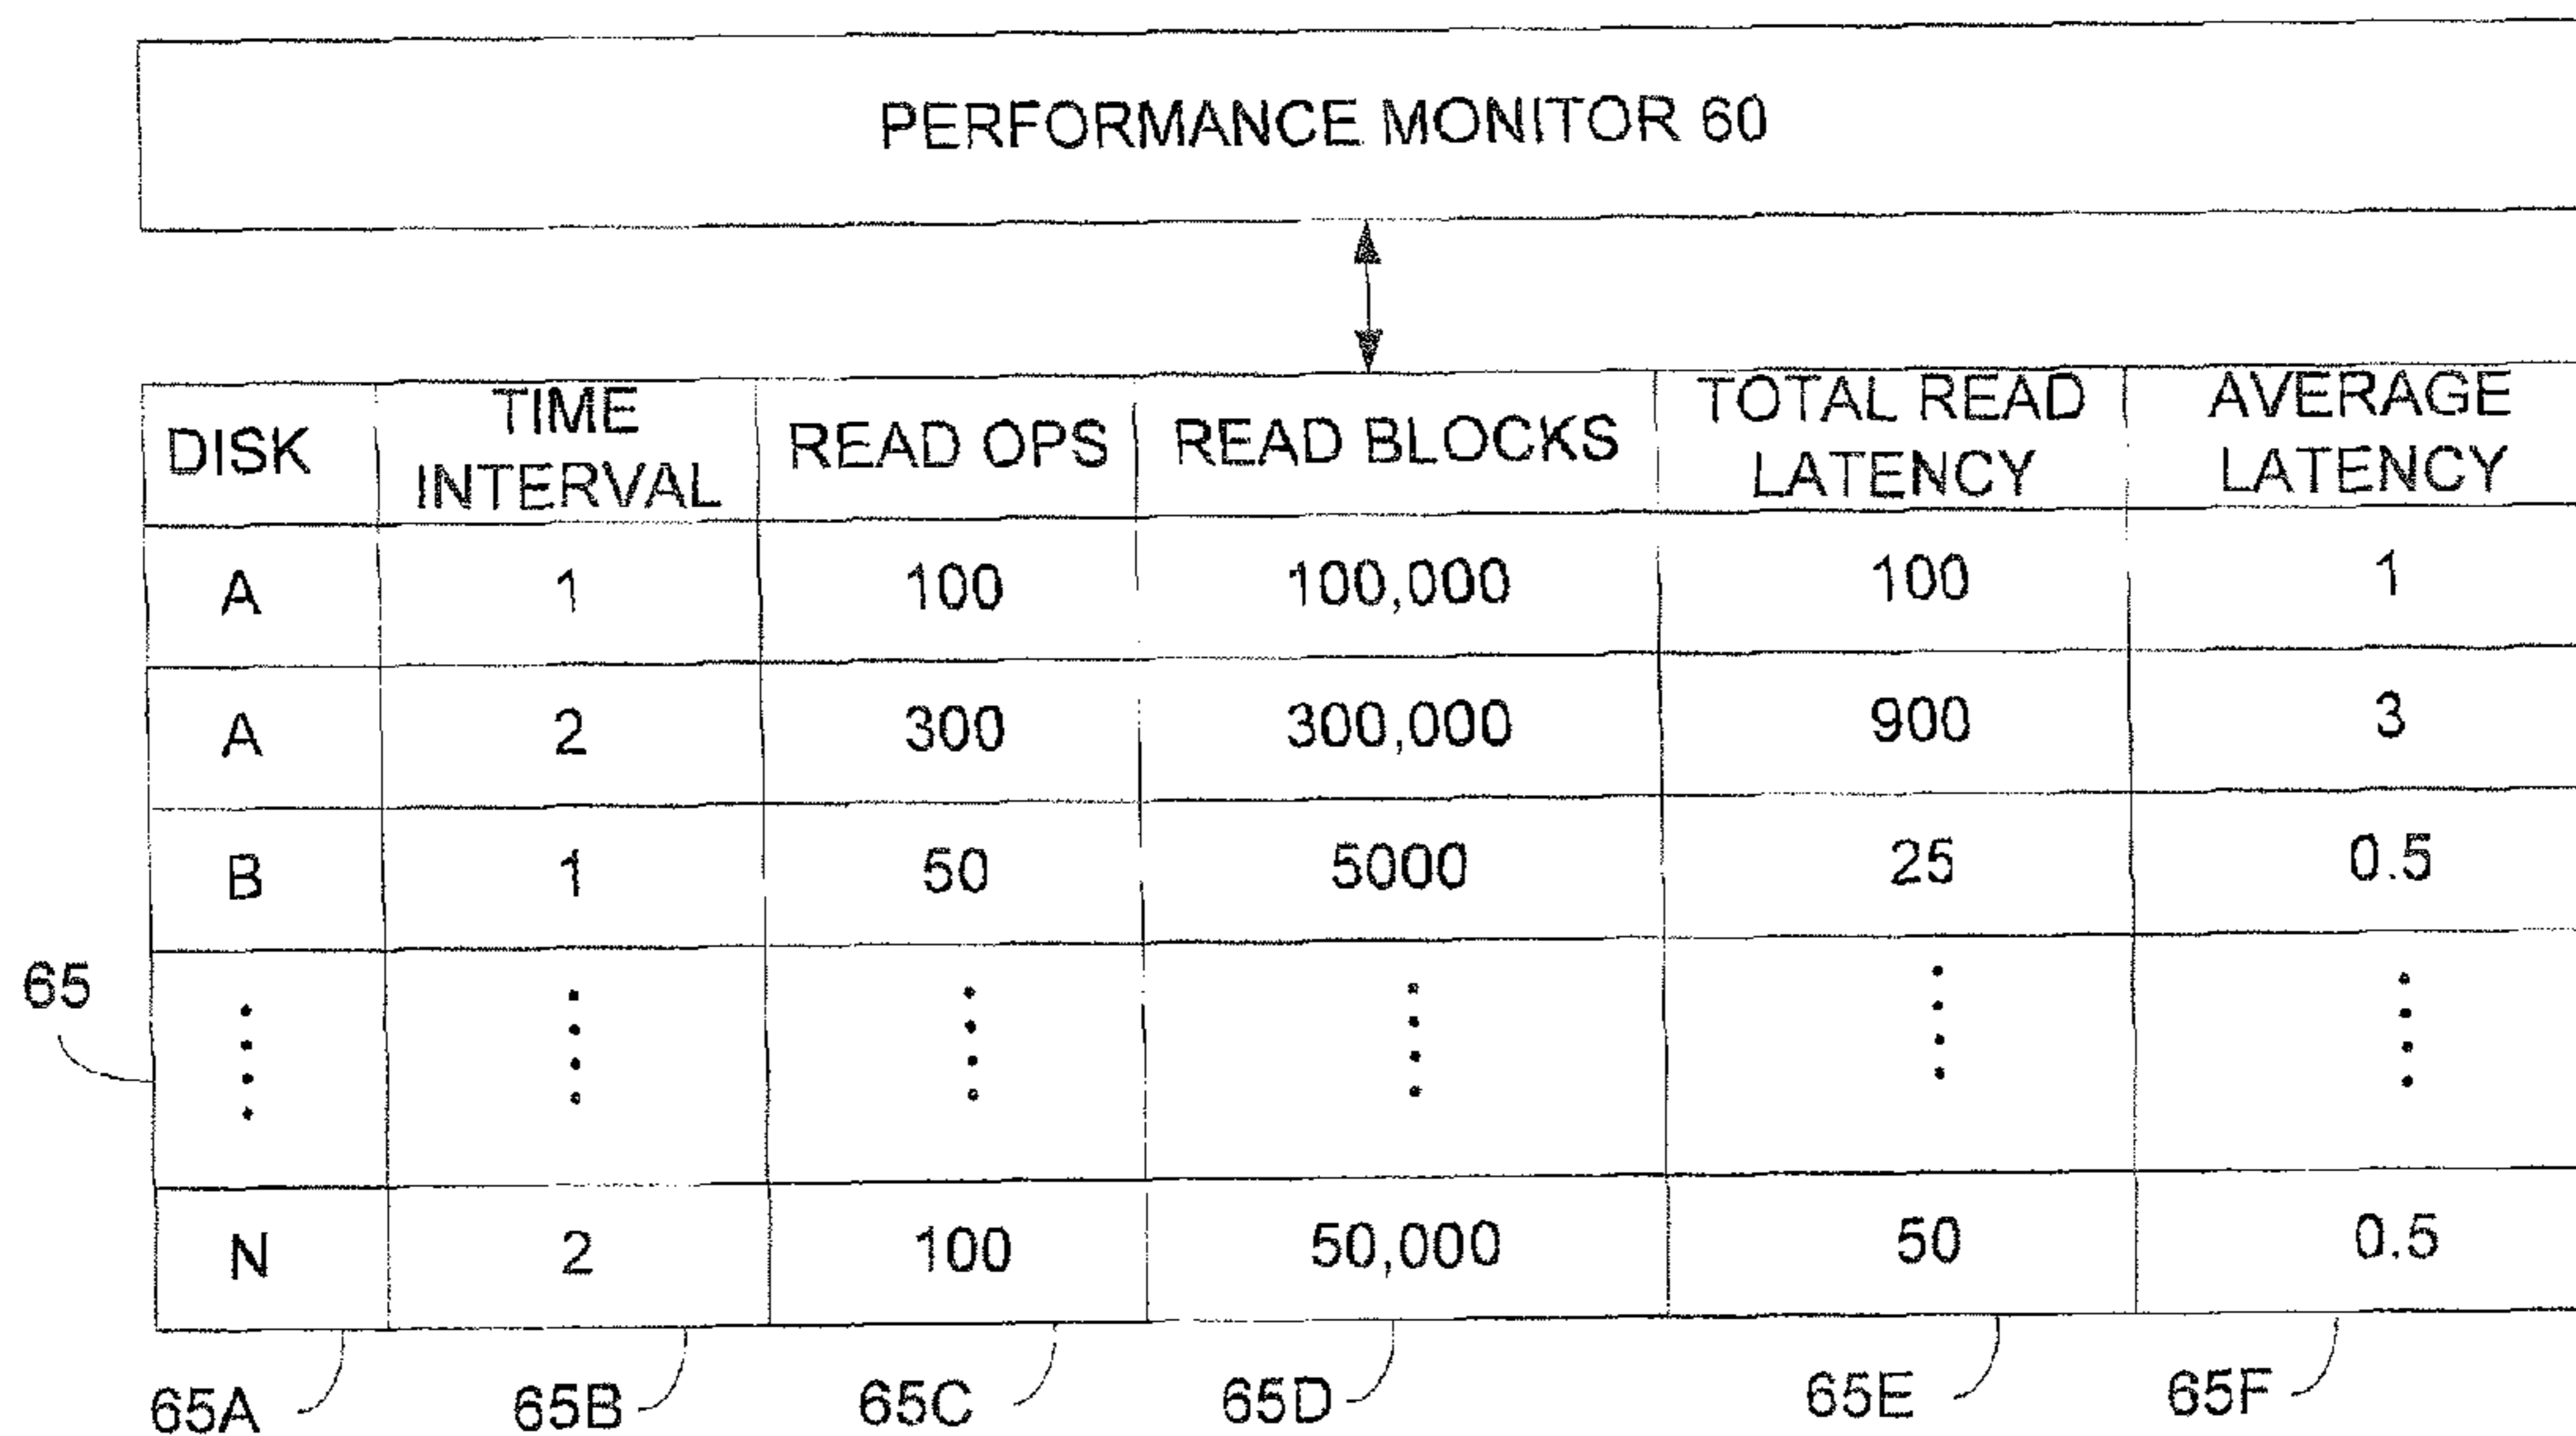 PERFORMANCE MONITOR 60
DISK TIME INTERVAL READ OPS READ BLOCKS TOTAL READ LATENCY AVERAGE LATENCY
A 1 100 100,000 100 1
A 2 300 300,000 900 3
B 1 50 5000 25 0.5
65
N 2 100 50,000 50 0.5
65A 65B 65C 65D 65E 65F